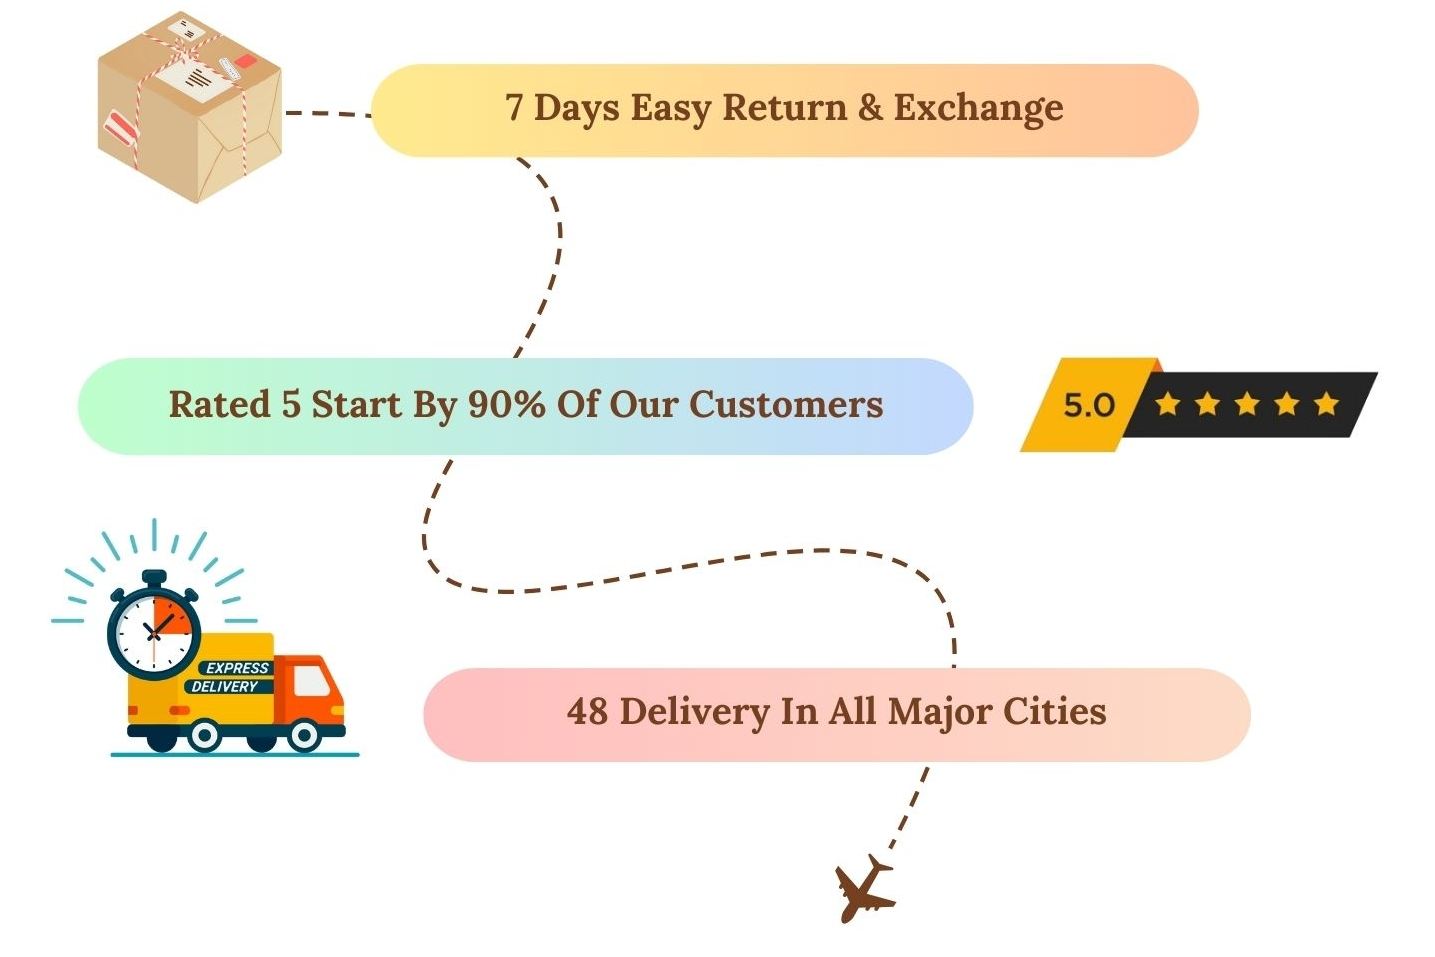 7 Days Easy Return & Exchange
Rated 5 Start By 90% Of Our Customers
5.0
EXPRESS
DELIVERY
48 Delivery In All Major Cities